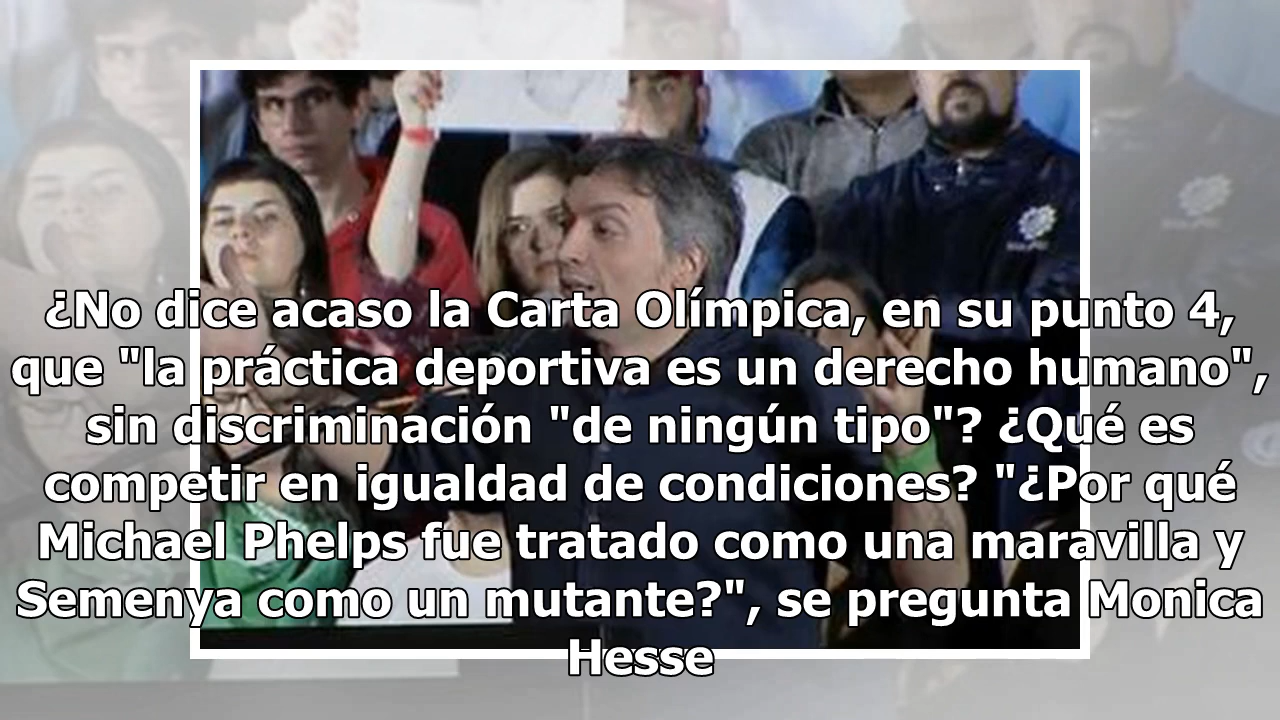 ¿No dice acaso la Carta Olímpica, en su punto 4,
que "la práctica deportiva es un derecho humano",
sin discriminación "de ningún tipo"? ¿Qué es
competir en igualdad de condiciones? "¿Por qué
Michael Phelps fue tratado como una maravilla y
Semenya como un mutante?", se pregunta Monica
Hesse